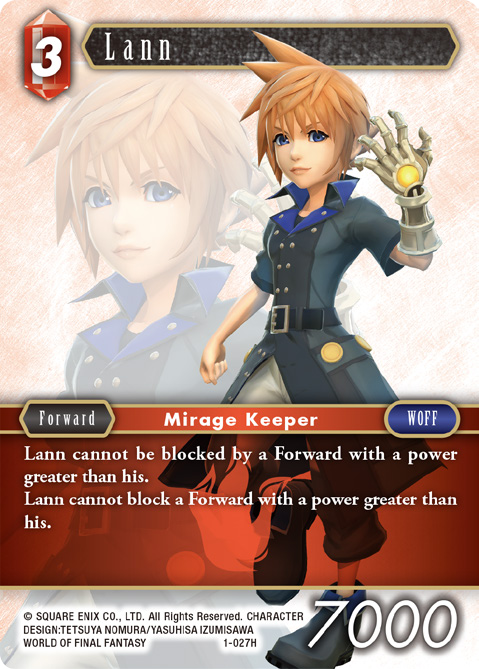 3
Lann
Forward
Mirage Keeper
WOFF
Lann cannot be blocked by a Forward with a power
greater than his.
Lann cannot block a Forward with a power greater than
his.
© SQUARE ENIX CO., LTD. All Rights Reserved. CHARACTER
DESIGN:TETSUYA NOMURA/YASUHISA IZUMISAWA
WORLD OF FINAL FANTASY 1-027H
7000